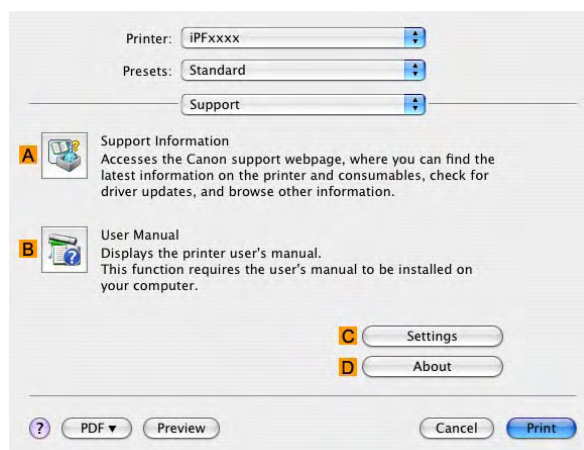 Printer: iPFxxxx
Presets: Standard
Support
A
Support Information
Accesses the Canon support webpage, where you can find the
latest information on the printer and consumables, check for
driver updates, and browse other information.
B
User Manual
Displays the printer user's manual.
This function requires the user's manual to be installed on
your computer.
C Settings
D About
? PDF ▼ Preview Cancel Print